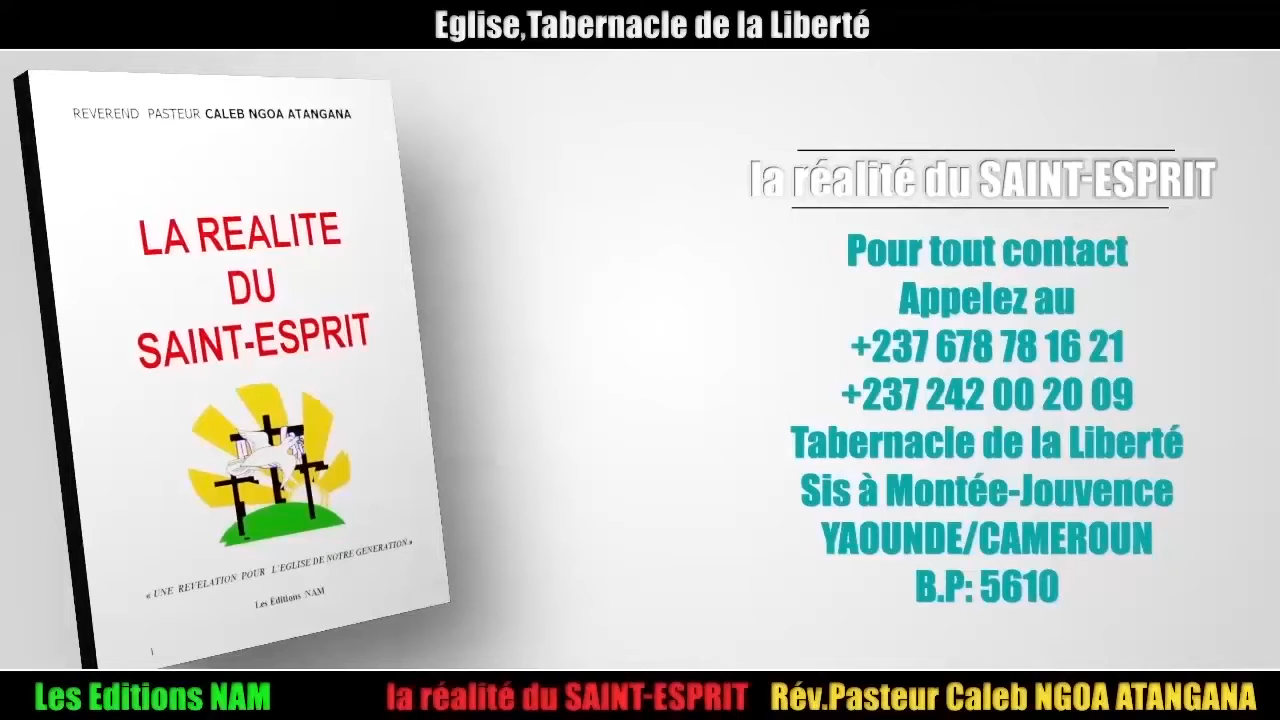 Eglise,Tabernacle de la Liberté
REVEREND PASTEUR CALEB NGOA ATANGANA
LA REALITE
DU
SAINT-ESPRIT
« UNE REVELATION POUR L'EGLISE DE NOTRE GENERATION »
Les Editions NAM
1
la réalité du SAINT-ESPRIT
Pour tout contact
Appelez au
+237 678 78 16 21
+237 242 00 20 09
Tabernacle de la Liberté
Sis à Montée-Jouvence
YAOUNDE/CAMEROUN
B.P: 5610
Les Editions NAM
la réalité du SAINT-ESPRIT
Rév.Pasteur Caleb NGOA ATANGANA